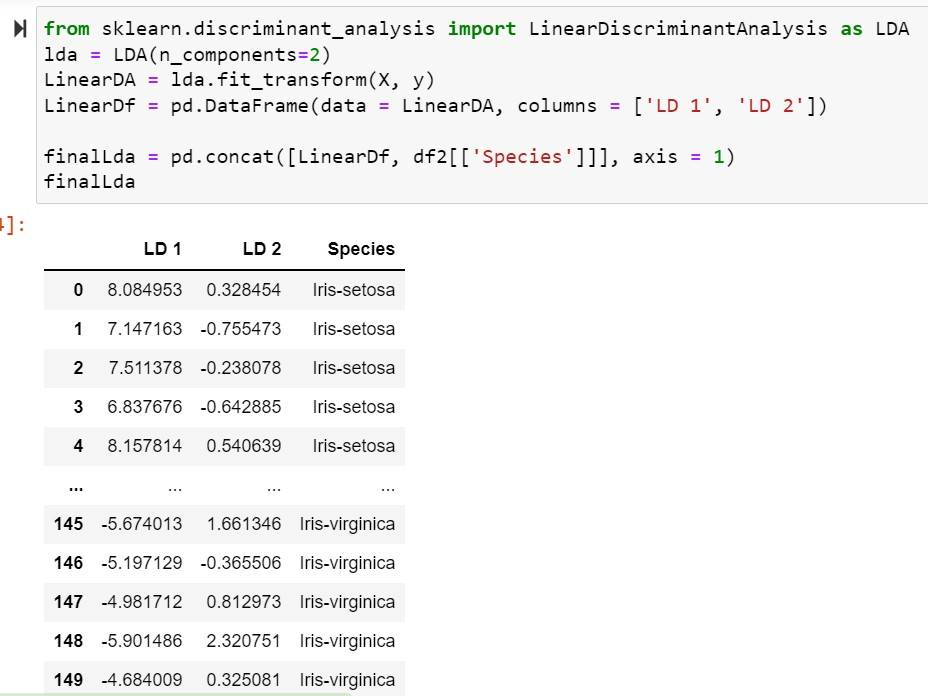 from sklearn.discriminant_analysis import LinearDiscriminantAnalysis as LDA
lda = LDA(n_components=2)
LinearDA = lda.fit_transform(X, y)
LinearDf = pd.DataFrame(data = LinearDA, columns = ['LD 1', 'LD 2'])
finalLda = pd.concat([LinearDf, df2[['Species']]], axis = 1)
finalLda
4]:
LD 1 LD 2 Species
0 8.084953 0.328454 Iris-setosa
1 7.147163 -0.755473 Iris-setosa
2 7.511378 -0.238078 Iris-setosa
3 6.837676 -0.642885 Iris-setosa
4 8.157814 0.540639 Iris-setosa
... ... ... ...
145 -5.674013 1.661346 Iris-virginica
146 -5.197129 -0.365506 Iris-virginica
147 -4.981712 0.812973 Iris-virginica
148 -5.901486 2.320751 Iris-virginica
149 -4.684009 0.325081 Iris-virginica